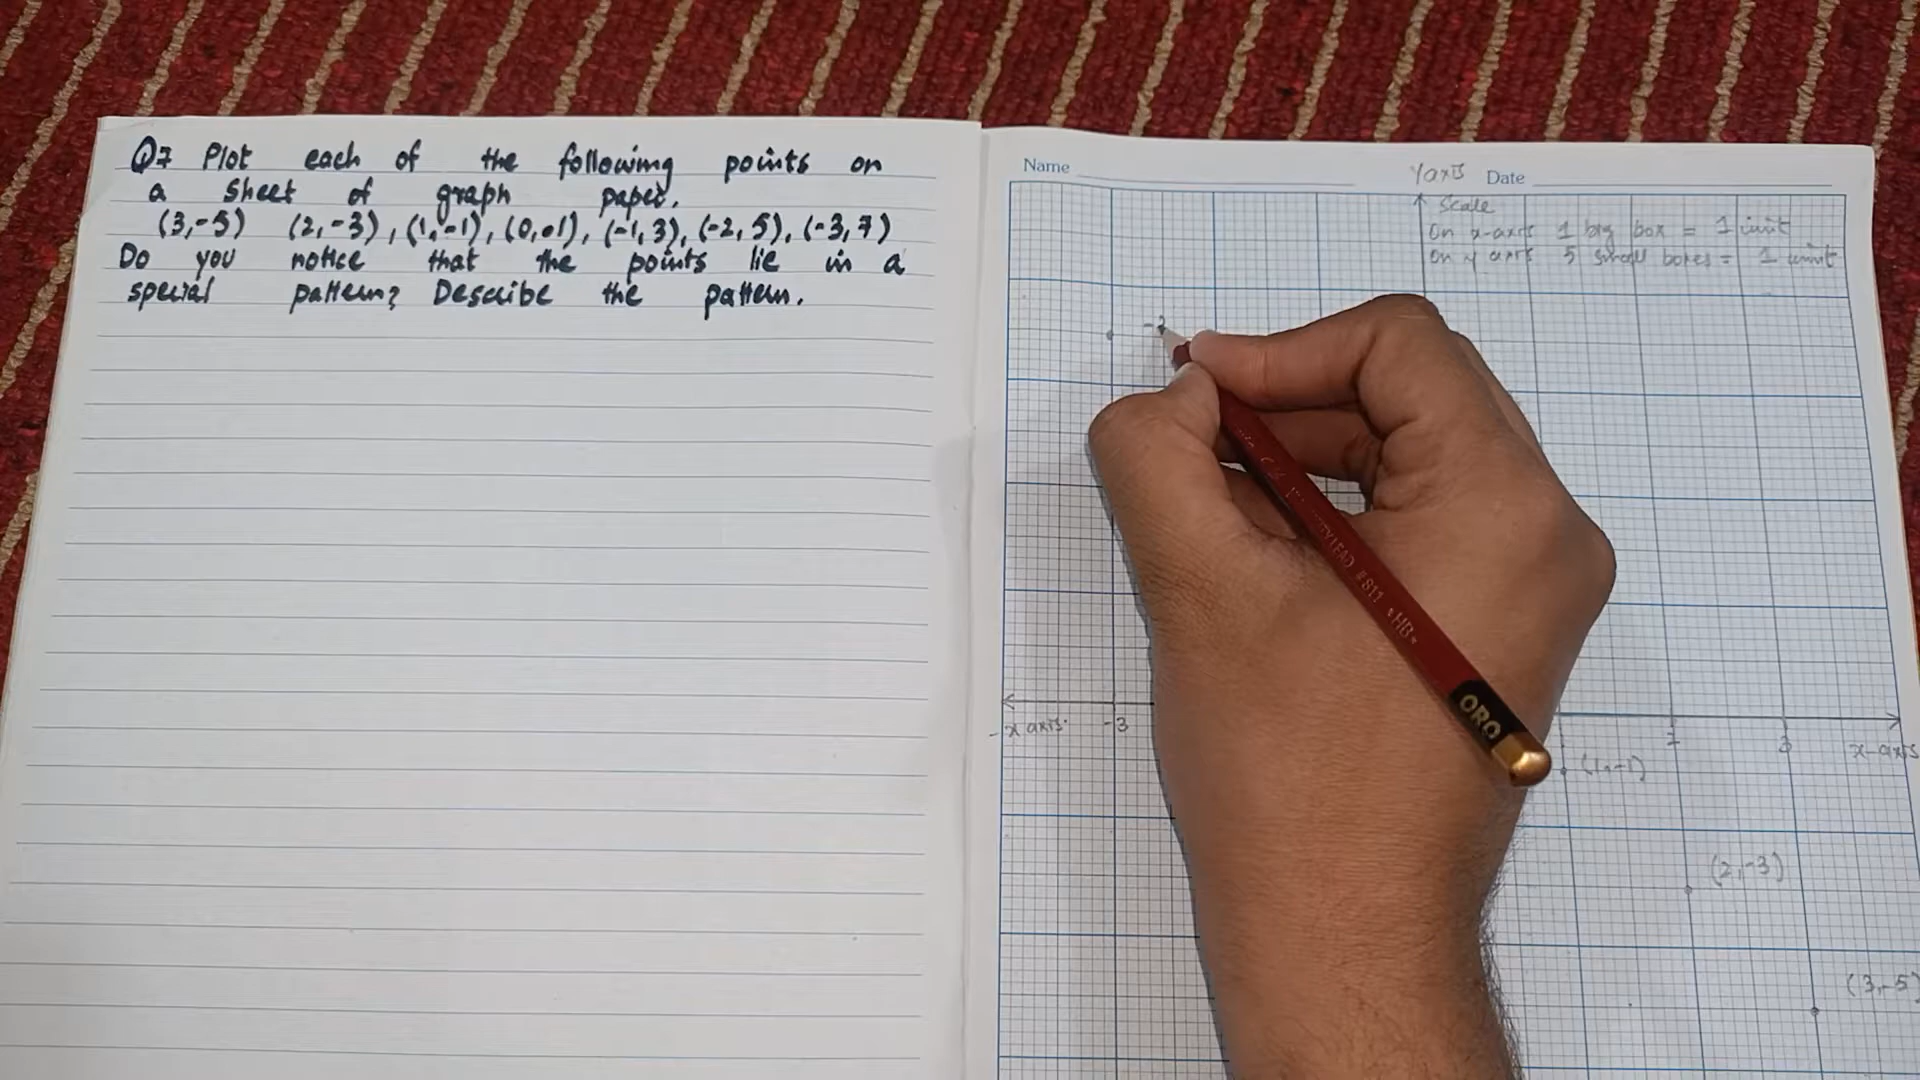 Q7 Plot each of the following points on
a sheet of graph paper.
(3,-5) (2,-3), (1,-1), (0,1), (-1,3), (-2,5), (-3,7)
Do you notice that the points lie in a
special pattern? Describe the pattern.
Name
Y axis
Date
Scale
On x-axis 1 big box = 1 unit
On y axis 5 small boxes = 1 unit
-3
-x axis
-3
2
3
x-axis
(1,-1)
(2,-3)
(3,-5)
#811 HB
ORO